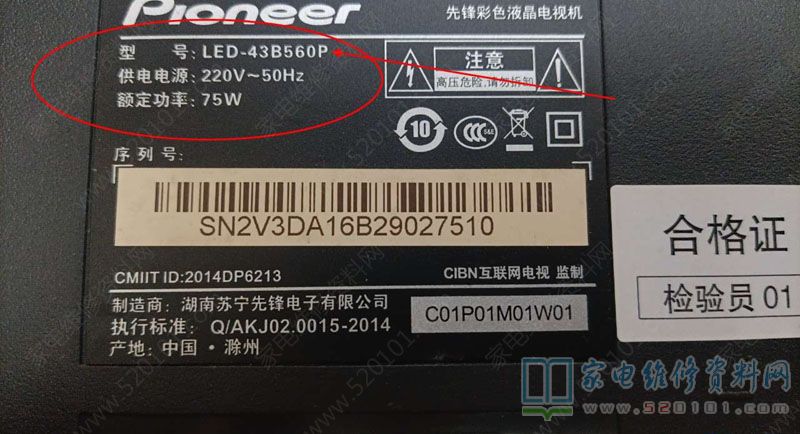 Pioneer
先锋彩色液晶电视机
型 号: LED-43B560P
供电电源: 220V~50Hz
额定功率: 75W
注意
高压危险,请勿拆卸
10
CCC S&E
序列号:
SN2V3DA16B29027510
CMIIT ID:2014DP6213
CIBN互联网电视 监制
制造商: 湖南苏宁先锋电子有限公司
执行标准: Q/AKJ02.0015-2014
C01P01M01W01
产地: 中国·滁州
合格证
检验员 01
家电维修资料网
www.520101.com